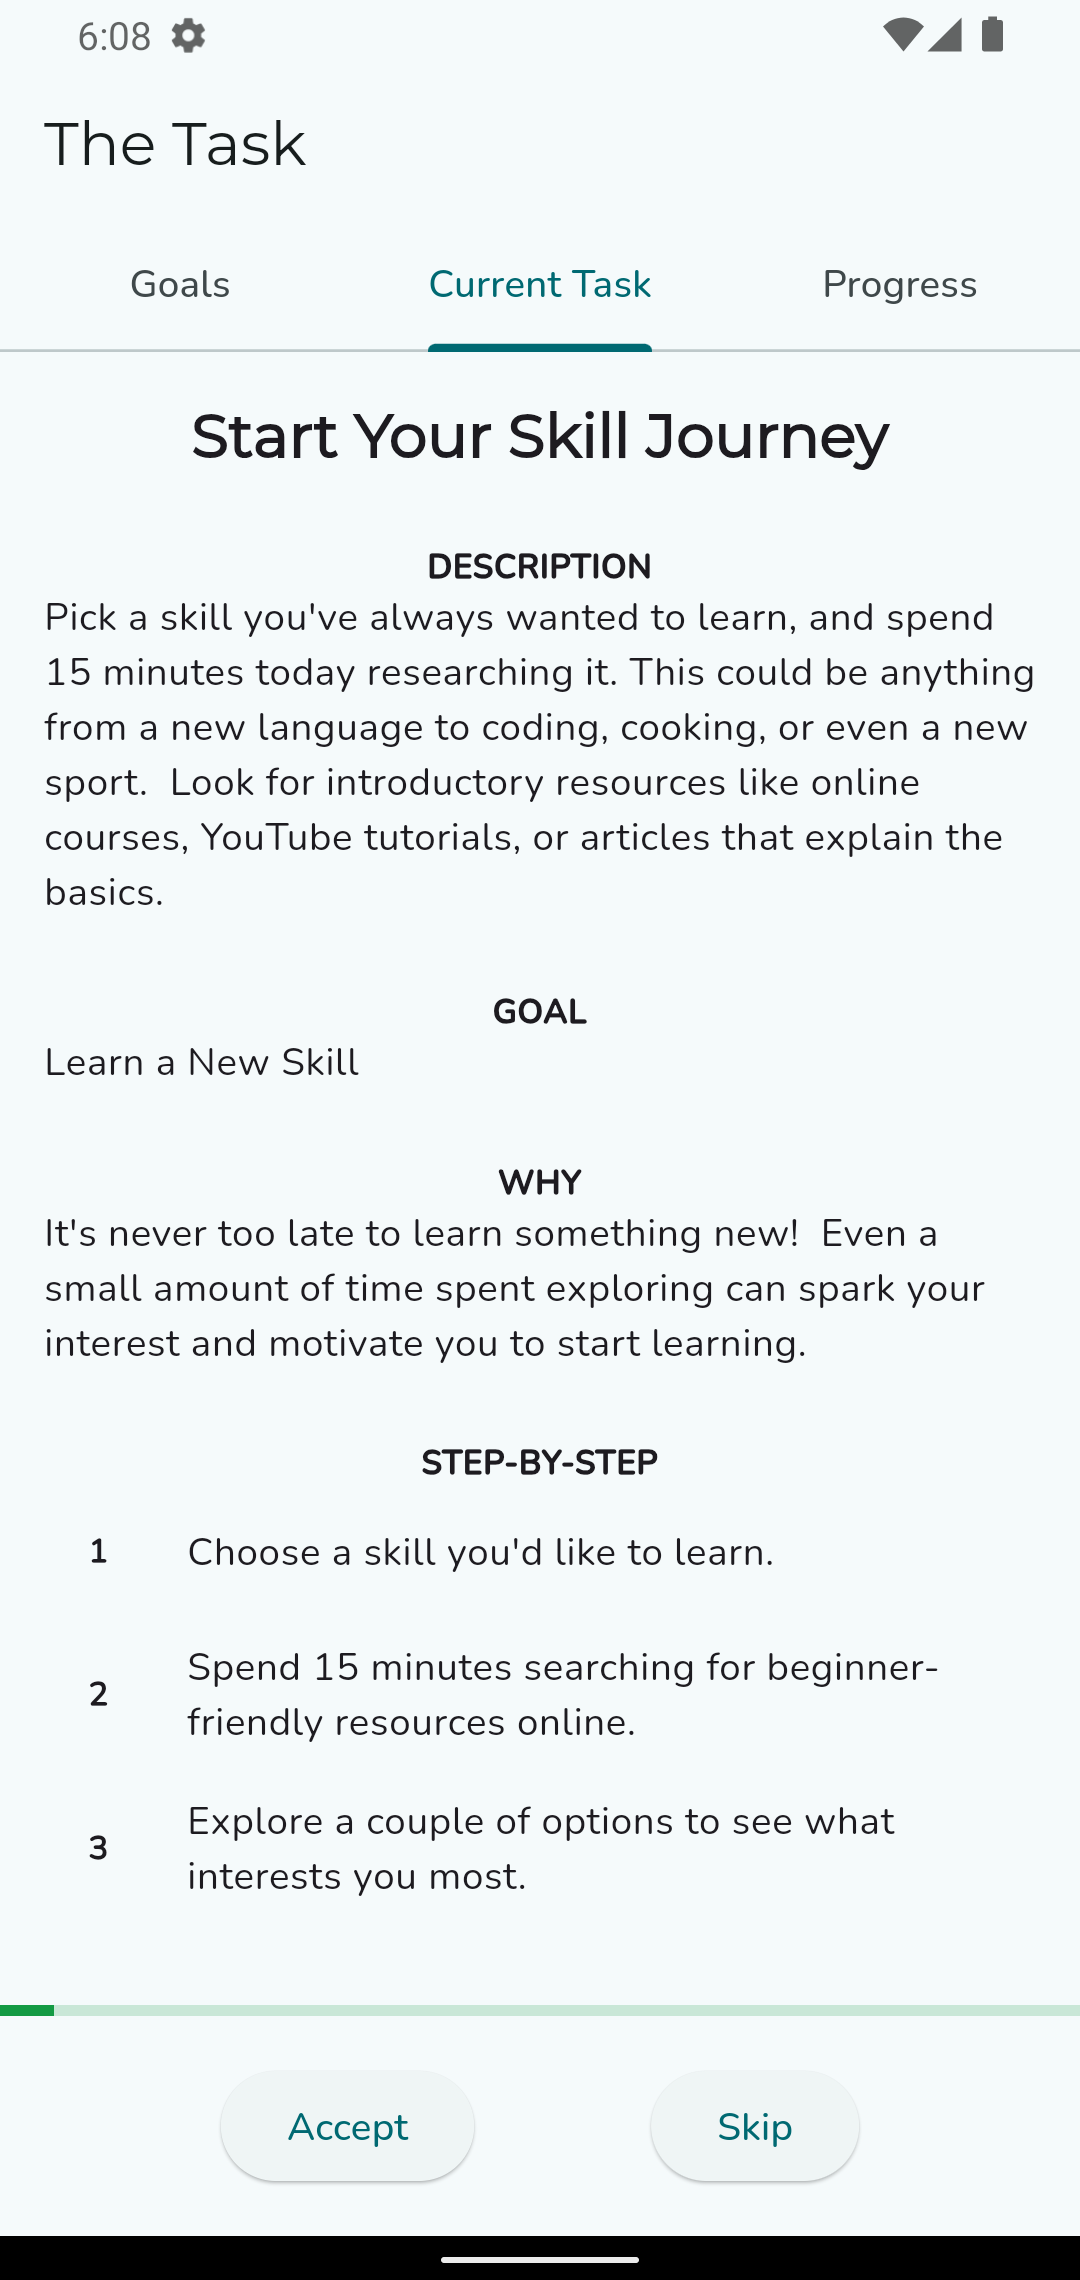 6:08
The Task
Goals
Current Task
Progress
Start Your Skill Journey
DESCRIPTION
Pick a skill you've always wanted to learn, and spend
15 minutes today researching it. This could be anything
from a new language to coding, cooking, or even a new
sport.  Look for introductory resources like online
courses, YouTube tutorials, or articles that explain the
basics.
GOAL
Learn a New Skill
WHY
It's never too late to learn something new!  Even a
small amount of time spent exploring can spark your
interest and motivate you to start learning.
STEP-BY-STEP
1 Choose a skill you'd like to learn.
2 Spend 15 minutes searching for beginner-
friendly resources online.
3 Explore a couple of options to see what
interests you most.
Accept
Skip